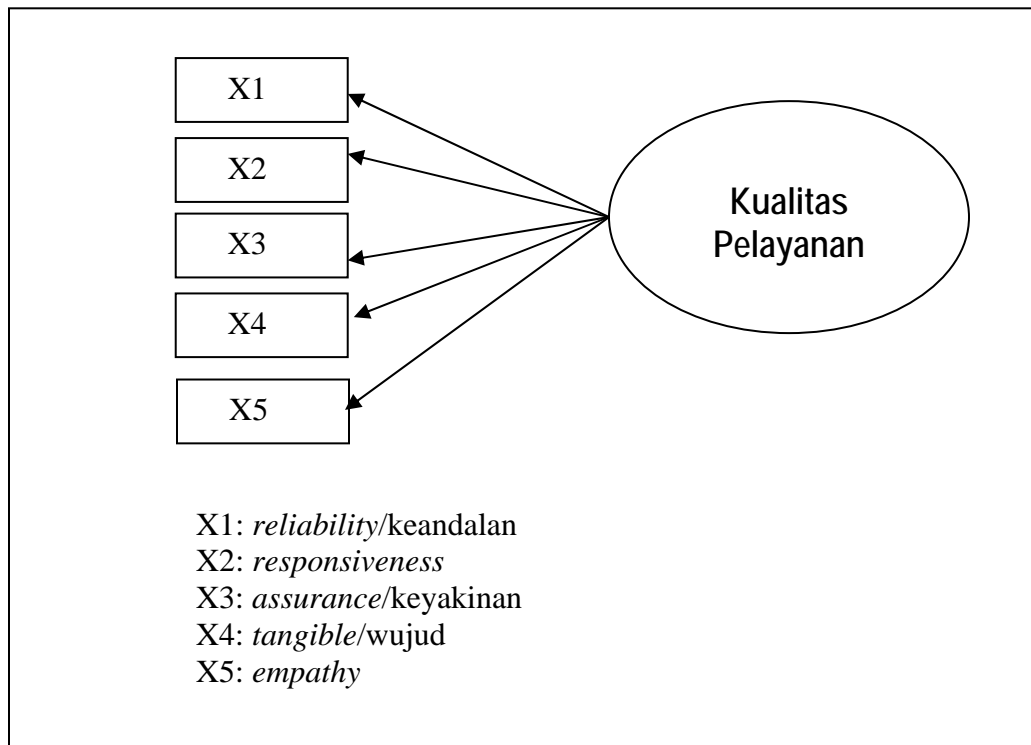 X1
X2
X3
X4
X5
Kualitas
Pelayanan
X1: reliability/keandalan
X2: responsiveness
X3: assurance/keyakinan
X4: tangible/wujud
X5: empathy